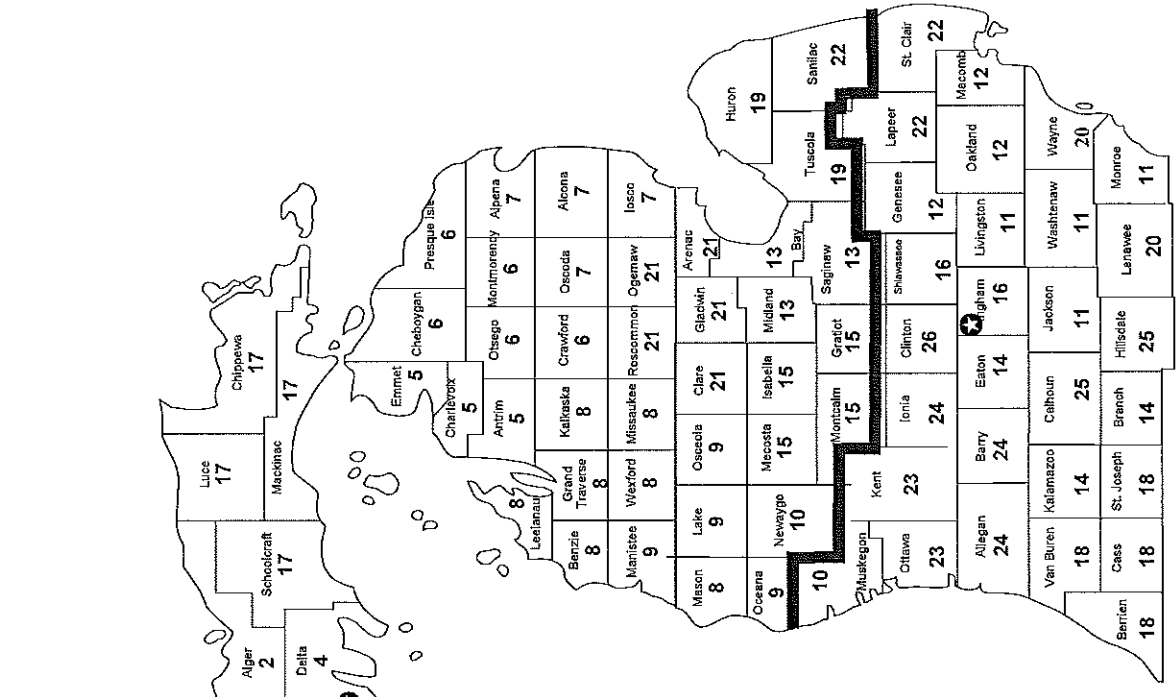 Alger
2
Delta
4
Schoolcraft
17
Luce
17
Chippewa
17
Mackinac
17
Emmet
5
Cheboygan
6
Presque Isle
6
Charlevoix
5
Antrim
5
Otsego
6
Montmorency
6
Alpena
7
Leelanau
8
Benzie
8
Grand
Traverse
8
Kalkaska
8
Crawford
6
Oscoda
7
Alcona
7
Manistee
9
Wexford
8
Missaukee
8
Roscommon
21
Ogemaw
21
Iosco
7
Mason
8
Lake
9
Osceola
9
Clare
21
Gladwin
21
Arenac
21
Oceana
9
Newaygo
10
Mecosta
15
Isabella
15
Midland
13
Bay
13
Huron
19
Muskegon
10
Montcalm
15
Gratiot
15
Saginaw
13
Tuscola
19
Sanilac
22
Ottawa
23
Kent
23
Ionia
24
Clinton
26
Shiawassee
16
Genesee
12
Lapeer
22
St. Clair
22
Allegan
24
Barry
24
Eaton
14
ngham
16
Livingston
11
Oakland
12
Macomb
12
Van Buren
18
Kalamazoo
14
Calhoun
25
Jackson
11
Washtenaw
11
Wayne
20
Berrien
18
Cass
18
St. Joseph
18
Branch
14
Hillsdale
25
Lenawee
20
Monroe
11